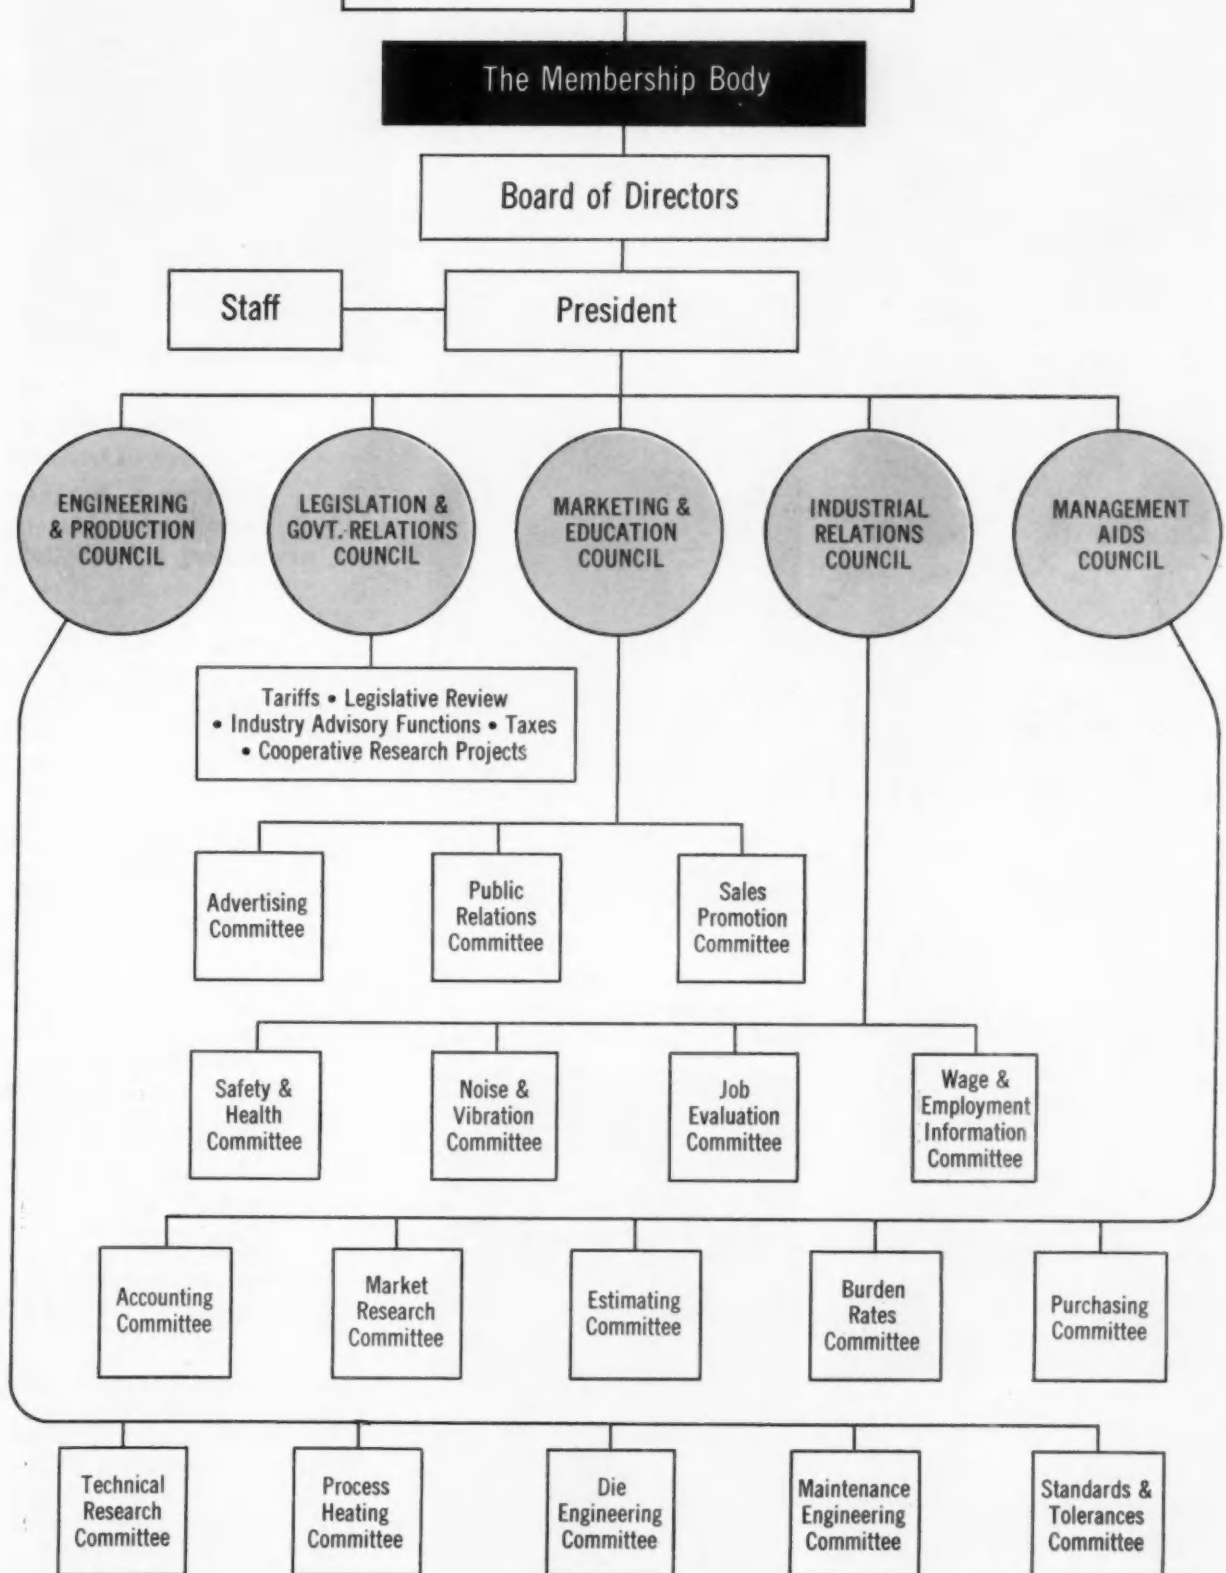 The Membership Body
Board of Directors
Staff
President
ENGINEERING
& PRODUCTION
COUNCIL
LEGISLATION &
GOVT. RELATIONS
COUNCIL
MARKETING &
EDUCATION
COUNCIL
INDUSTRIAL
RELATIONS
COUNCIL
MANAGEMENT
AIDS
COUNCIL
Tariffs • Legislative Review
• Industry Advisory Functions • Taxes
• Cooperative Research Projects
Advertising
Committee
Public
Relations
Committee
Sales
Promotion
Committee
Safety &
Health
Committee
Noise &
Vibration
Committee
Job
Evaluation
Committee
Wage &
Employment
Information
Committee
Accounting
Committee
Market
Research
Committee
Estimating
Committee
Burden
Rates
Committee
Purchasing
Committee
Technical
Research
Committee
Process
Heating
Committee
Die
Engineering
Committee
Maintenance
Engineering
Committee
Standards &
Tolerances
Committee